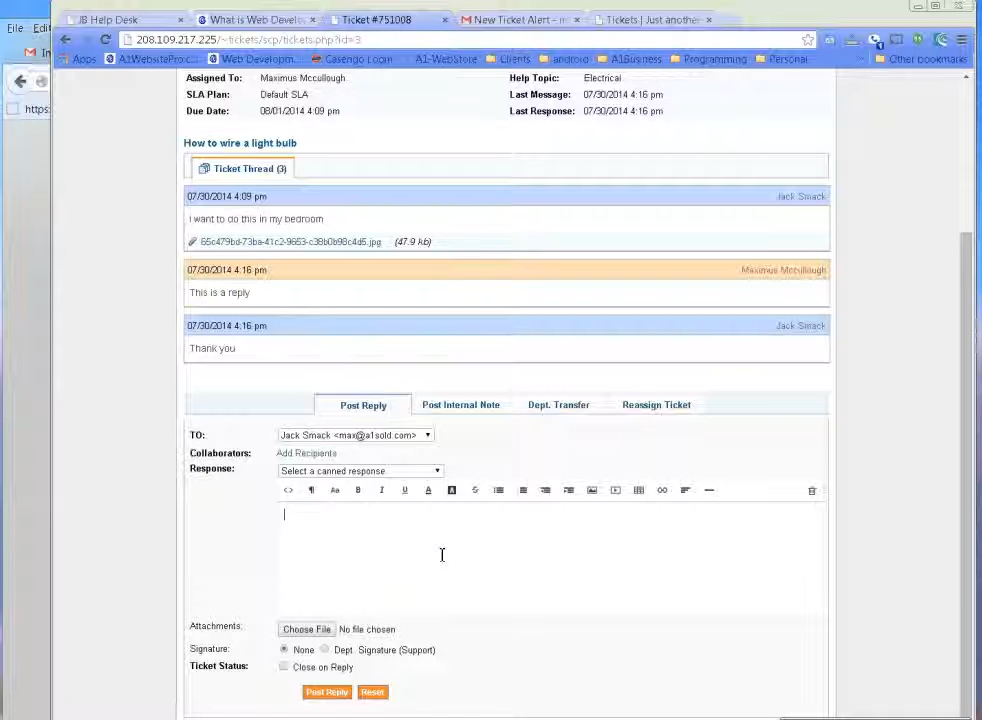 JB Help Desk
What is Web Develo
Ticket #751008
New Ticket Alert -
Tickets | Just another
File Edit
208.109.217.225/~tickets/scp/tickets.php?id=3
Apps A1WebsitePro Web Developm Casengo Login A1-WebStore Clients android A1Business Programming Personal Other bookmarks
https:
Assigned To: Maximus Mccullough Help Topic: Electrical
SLA Plan: Default SLA Last Message: 07/30/2014 4:16 pm
Due Date: 08/01/2014 4:09 pm Last Response: 07/30/2014 4:16 pm
How to wire a light bulb
Ticket Thread (3)
07/30/2014 4:09 pm Jack Smack
i want to do this in my bedroom
65c479bd-73ba-41c2-9653-c38b0b98c4d5.jpg (47.9 kb)
07/30/2014 4:16 pm Maximus Mccullough
This is a reply
07/30/2014 4:16 pm Jack Smack
Thank you
Post Reply Post Internal Note Dept. Transfer Reassign Ticket
TO: Jack Smack <max@a1sold.com>
Collaborators: Add Recipients
Response: Select a canned response
Attachments: Choose File No file chosen
Signature: None Dept. Signature (Support)
Ticket Status: Close on Reply
Post Reply Reset